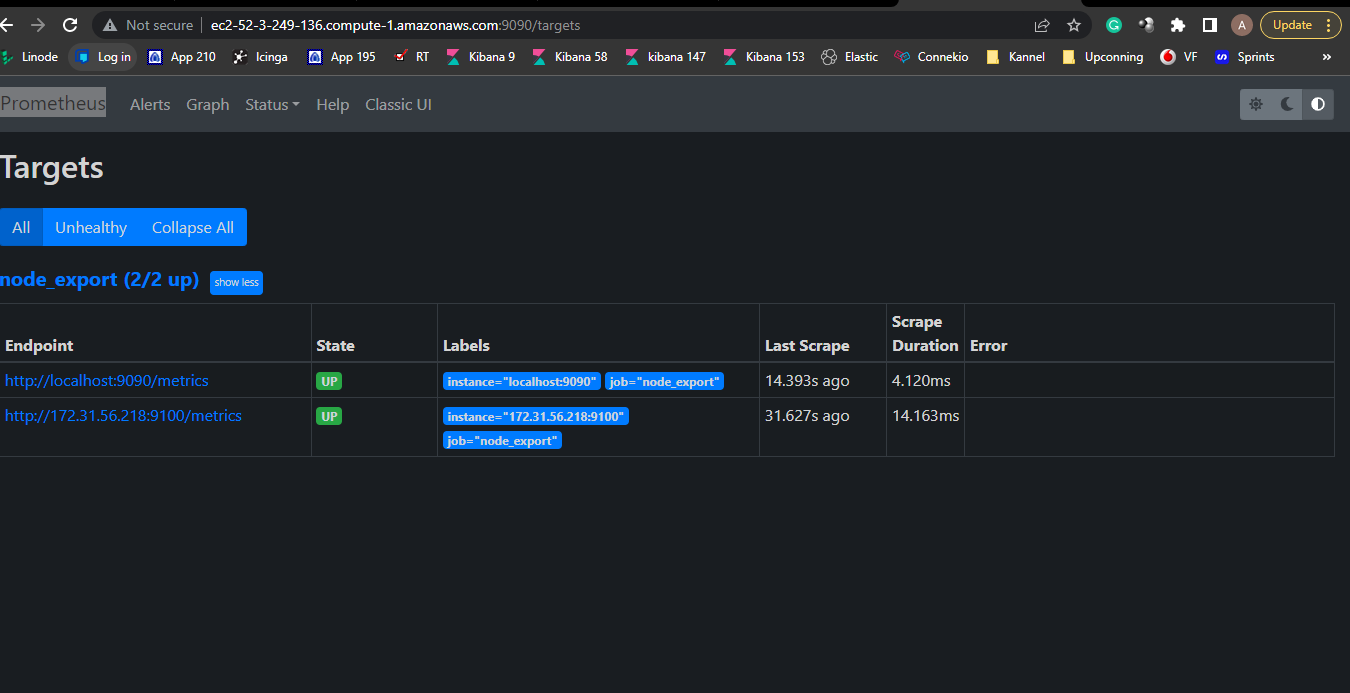 Not secure ec2-52-3-249-136.compute-1.amazonaws.com:9090/targets A Update
Linode Log in App 210 Icinga App 195 RT Kibana 9 Kibana 58 kibana 147 Kibana 153 Elastic Connekio Kannel Upconning VF Sprints »
Prometheus Alerts Graph Status Help Classic UI
Targets
All Unhealthy Collapse All
node_export (2/2 up) show less
Endpoint State Labels Last Scrape Scrape Duration Error
http://localhost:9090/metrics UP instance="localhost:9090" job="node_export" 14.393s ago 4.120ms
http://172.31.56.218:9100/metrics UP instance="172.31.56.218:9100" 31.627s ago 14.163ms
job="node_export"